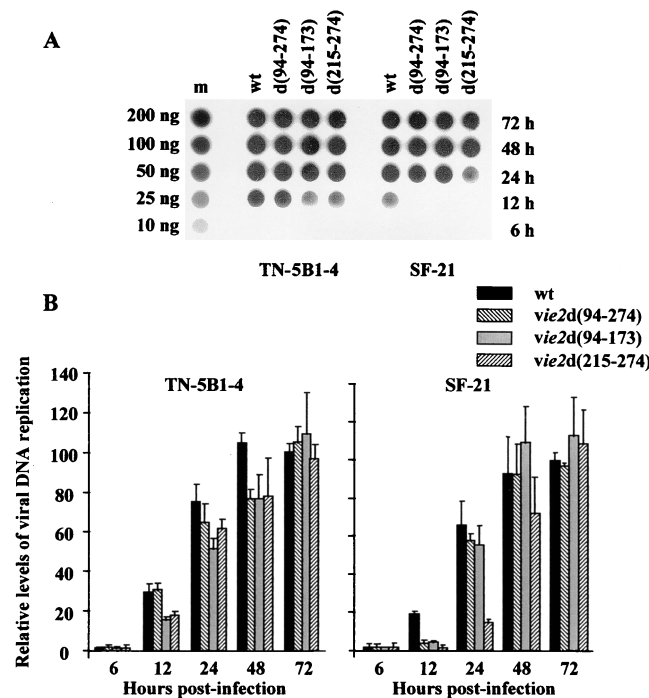 A
m wt d(94-274) d(94-173) d(215-274) wt d(94-274) d(94-173) d(215-274)
200 ng 72 h
100 ng 48 h
50 ng 24 h
25 ng 12 h
10 ng 6 h
TN-5B1-4 SF-21
B
wt
vie2d(94-274)
vie2d(94-173)
vie2d(215-274)
TN-5B1-4 SF-21
Relative levels of viral DNA replication
140
120
100
80
60
40
20
0
6 12 24 48 72 6 12 24 48 72
Hours post-infection Hours post-infection